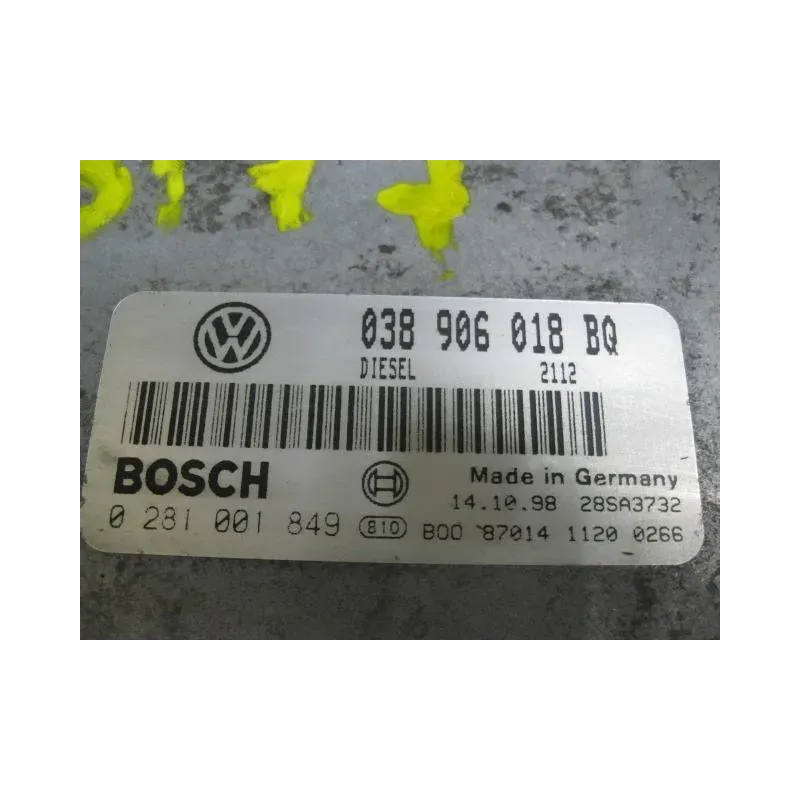 038 906 018 BQ
DIESEL 2112
BOSCH
Made in Germany
14.10.98 28SA3732
0 281 001 849 810 B00 87014 1120 0266